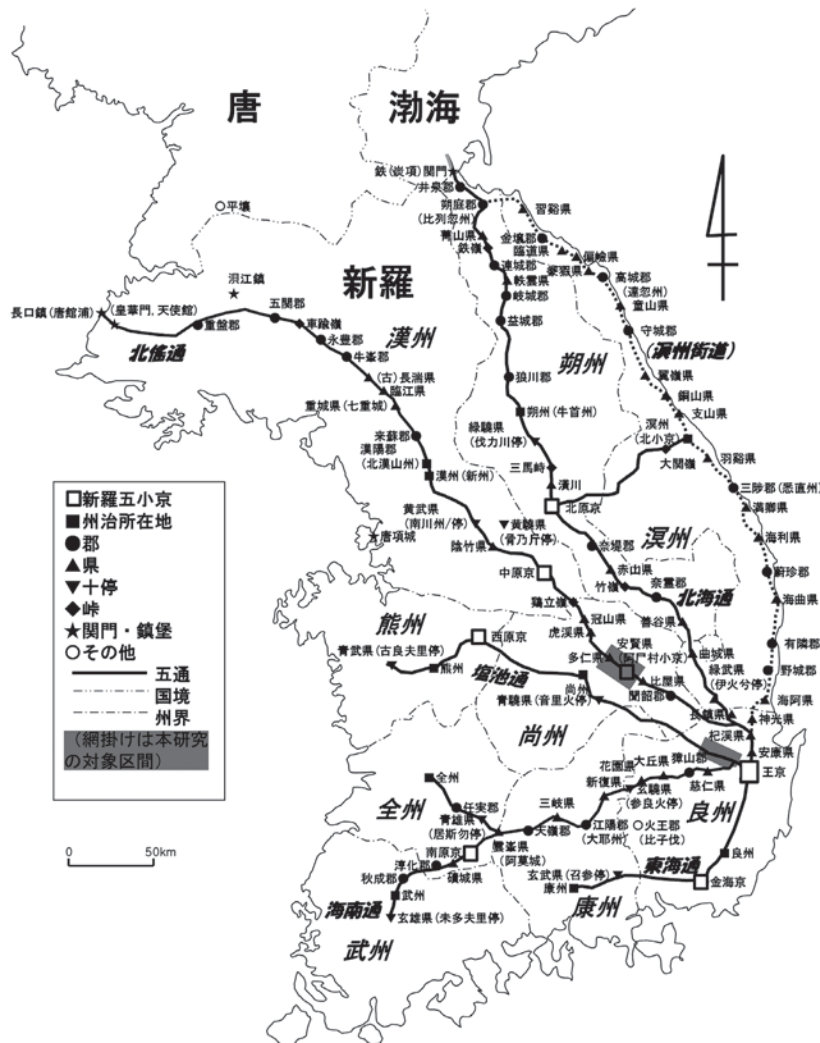 唐
渤海
鉄(炭項)関門
井泉郡
朔庭郡
(比列忽州)
習谿県
平壌
菁山県
鉄嶺
金壌郡
臨道県
偏嶮県
連城郡
軼雲県
高城郡
(達忽州)
浿江鎮
新羅
岐城郡
童山県
長口鎮(唐館浦)
(皇華門、天使館)
五関郡
重盤郡
車踰嶺
永豊郡
漢州
益城郡
守城郡
(溟州街道)
北傜通
牛峯郡
朔州
翼嶺県
(古)長湍県
臨江県
狼川郡
銅山県
重城県(七重城)
朔州(牛首州)
支山県
来蘇郡
漢陽郡
(北漢山州)
緑驍県
(伐力川停)
溟州
(北小京)
大関嶺
羽谿県
漢州(新州)
三馬峙
潢川
三陟郡(悉直州)
黄武県
(南川州/停)
黄驍県
(骨乃斤停)
北原京
満郷県
唐項城
溟州
海利県
陰竹県
奈堤郡
蔚珍郡
中原京
赤山県
竹嶺
奈霊郡
北海通
海曲県
鶏立嶺
熊州
冠山県
善谷県
西原京
虎渓県
安賢県
(阿尸村小京)
曲城県
有隣郡
青武県(古良夫里停)
多仁県
緑武県
(伊火兮停)
熊州
塩池通
比屋県
野城郡
尚州
聞韶郡
青驍県(音里火停)
長鎮県
海阿県
神光県
尚州
杞渓県
安康県
花園県
大丘県
獐山郡
王京
全州
新復県
玄驍県
(参良火停)
慈仁県
良州
全州
任実郡
三岐県
青雄県
(居斯勿停)
天嶺郡
江陽郡
(大耶州)
火王郡
(比子伐)
南原京
雲峯県
(阿莫城)
良州
淳化郡
東海通
秋成郡
磧城県
玄武県(召参停)
武州
康州
金海京
海南通
玄雄県(未多夫里停)
康州
武州
新羅五小京
州治所在地
郡
県
十停
峠
関門・鎮堡
その他
五通
国境
州界
(網掛けは本研究
の対象区間)
0 50km